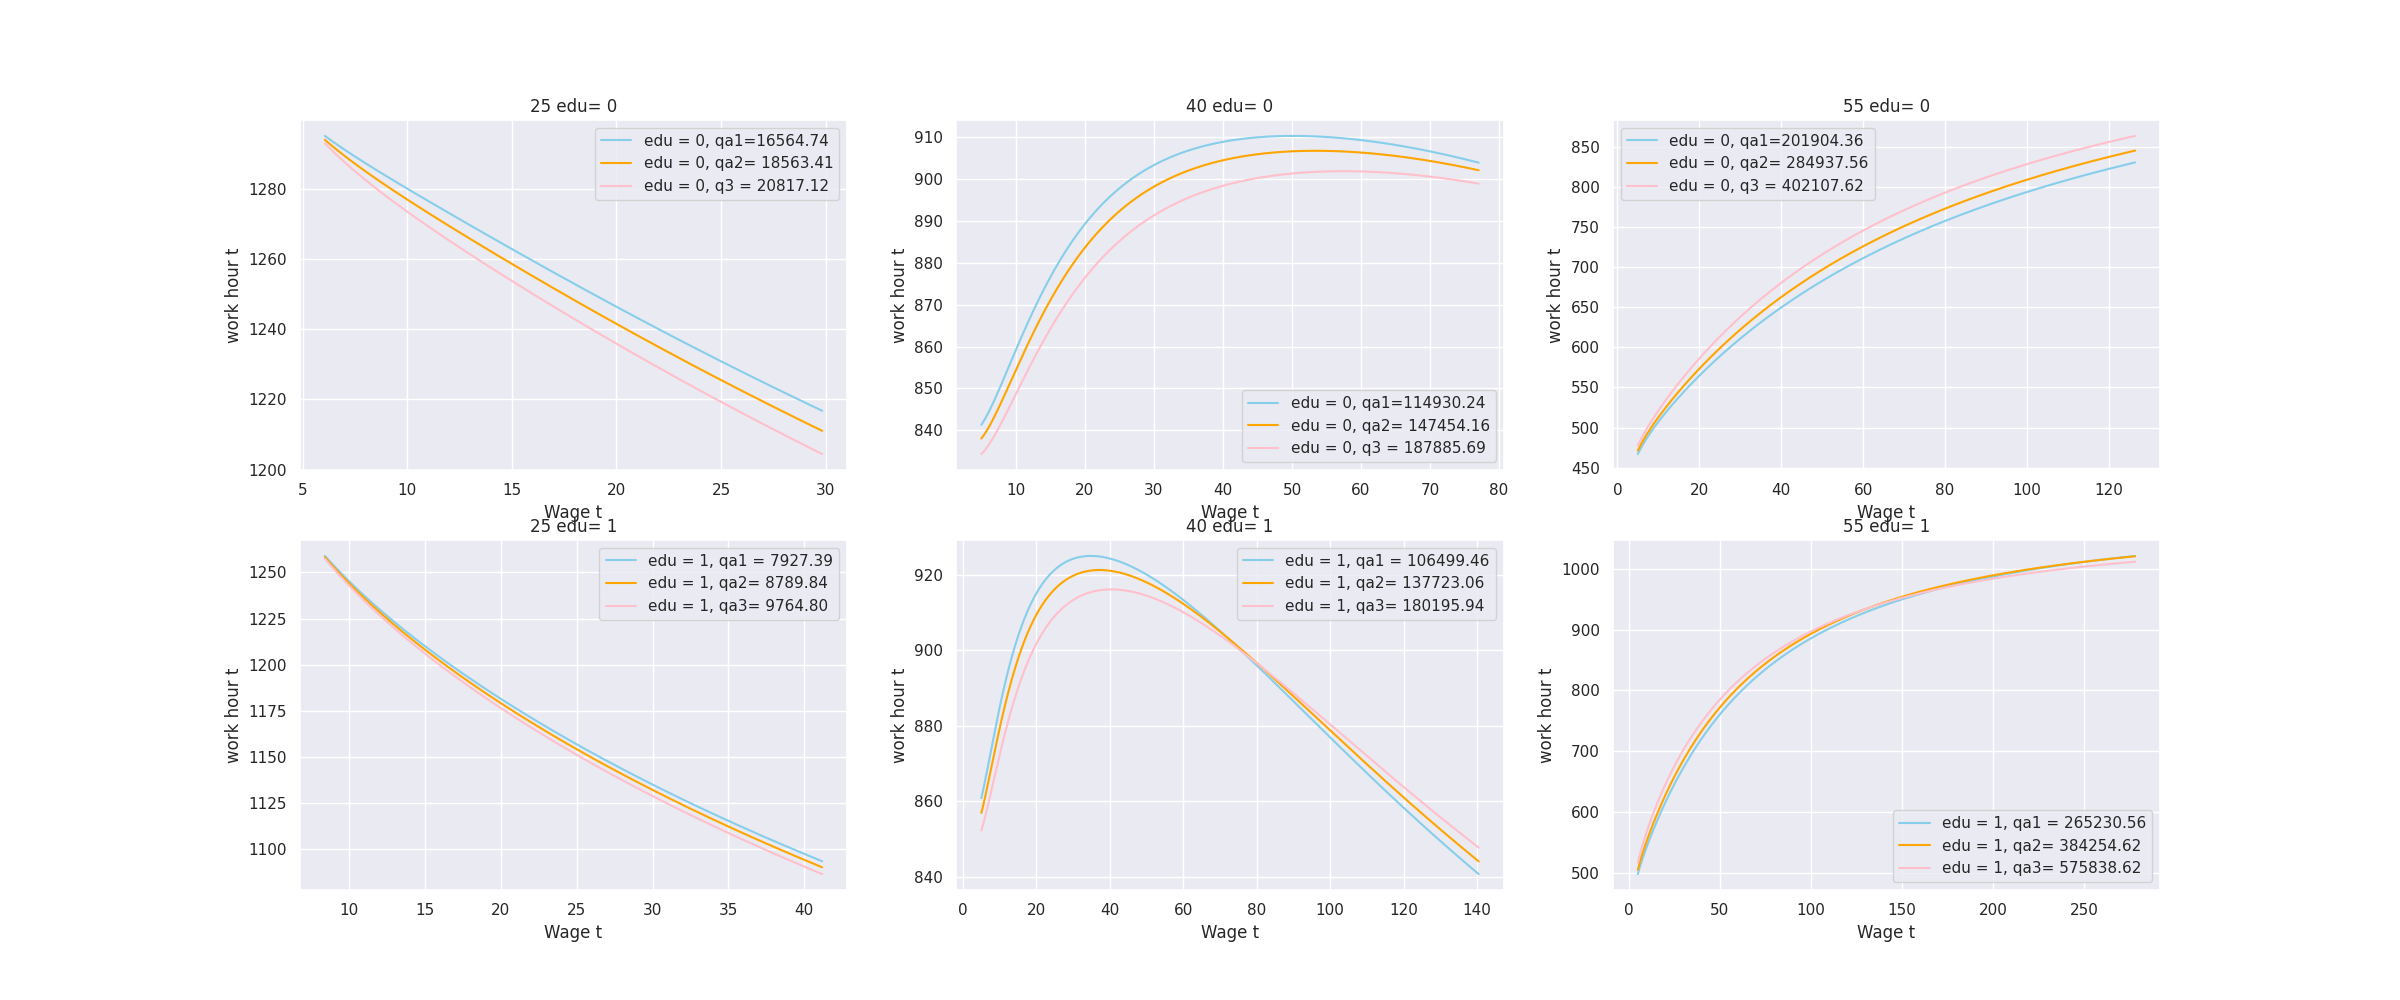 25 edu= 0
edu = 0, qa1=16564.74
edu = 0, qa2= 18563.41
edu = 0, q3 = 20817.12
work hour t
1280
1260
1240
1220
1200
5 10 15 20 25 30
Wage t
40 edu= 0
910
900
890
880
870
860
850
840
work hour t
edu = 0, qa1=114930.24
edu = 0, qa2= 147454.16
edu = 0, q3 = 187885.69
10 20 30 40 50 60 70 80
Wage t
55 edu= 0
edu = 0, qa1=201904.36
edu = 0, qa2= 284937.56
edu = 0, q3 = 402107.62
850
800
750
700
650
600
550
500
450
work hour t
0 20 40 60 80 100 120
Wage t
25 edu= 1
edu = 1, qa1 = 7927.39
edu = 1, qa2= 8789.84
edu = 1, qa3= 9764.80
1250
1225
1200
1175
1150
1125
1100
work hour t
10 15 20 25 30 35 40
Wage t
40 edu= 1
edu = 1, qa1 = 106499.46
edu = 1, qa2= 137723.06
edu = 1, qa3= 180195.94
920
900
880
860
840
work hour t
0 20 40 60 80 100 120 140
Wage t
55 edu= 1
1000
900
800
700
600
500
work hour t
edu = 1, qa1 = 265230.56
edu = 1, qa2= 384254.62
edu = 1, qa3= 575838.62
0 50 100 150 200 250
Wage t